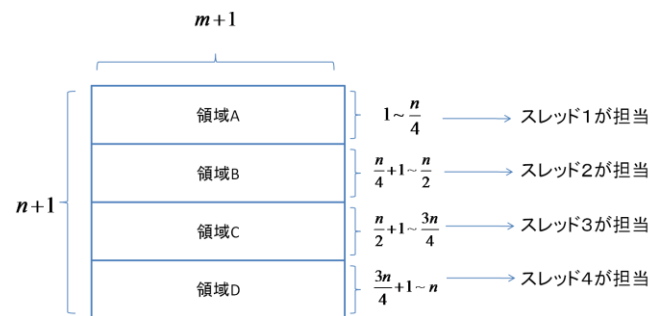 m+1
n+1
領域A
1~n/4
スレッド1が担当
領域B
n/4+1~n/2
スレッド2が担当
領域C
n/2+1~3n/4
スレッド3が担当
領域D
3n/4+1~n
スレッド4が担当